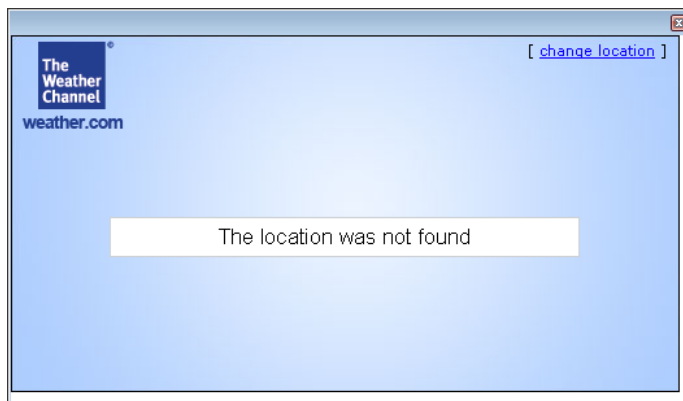 The
Weather
Channel
weather.com
[ change location ]
The location was not found